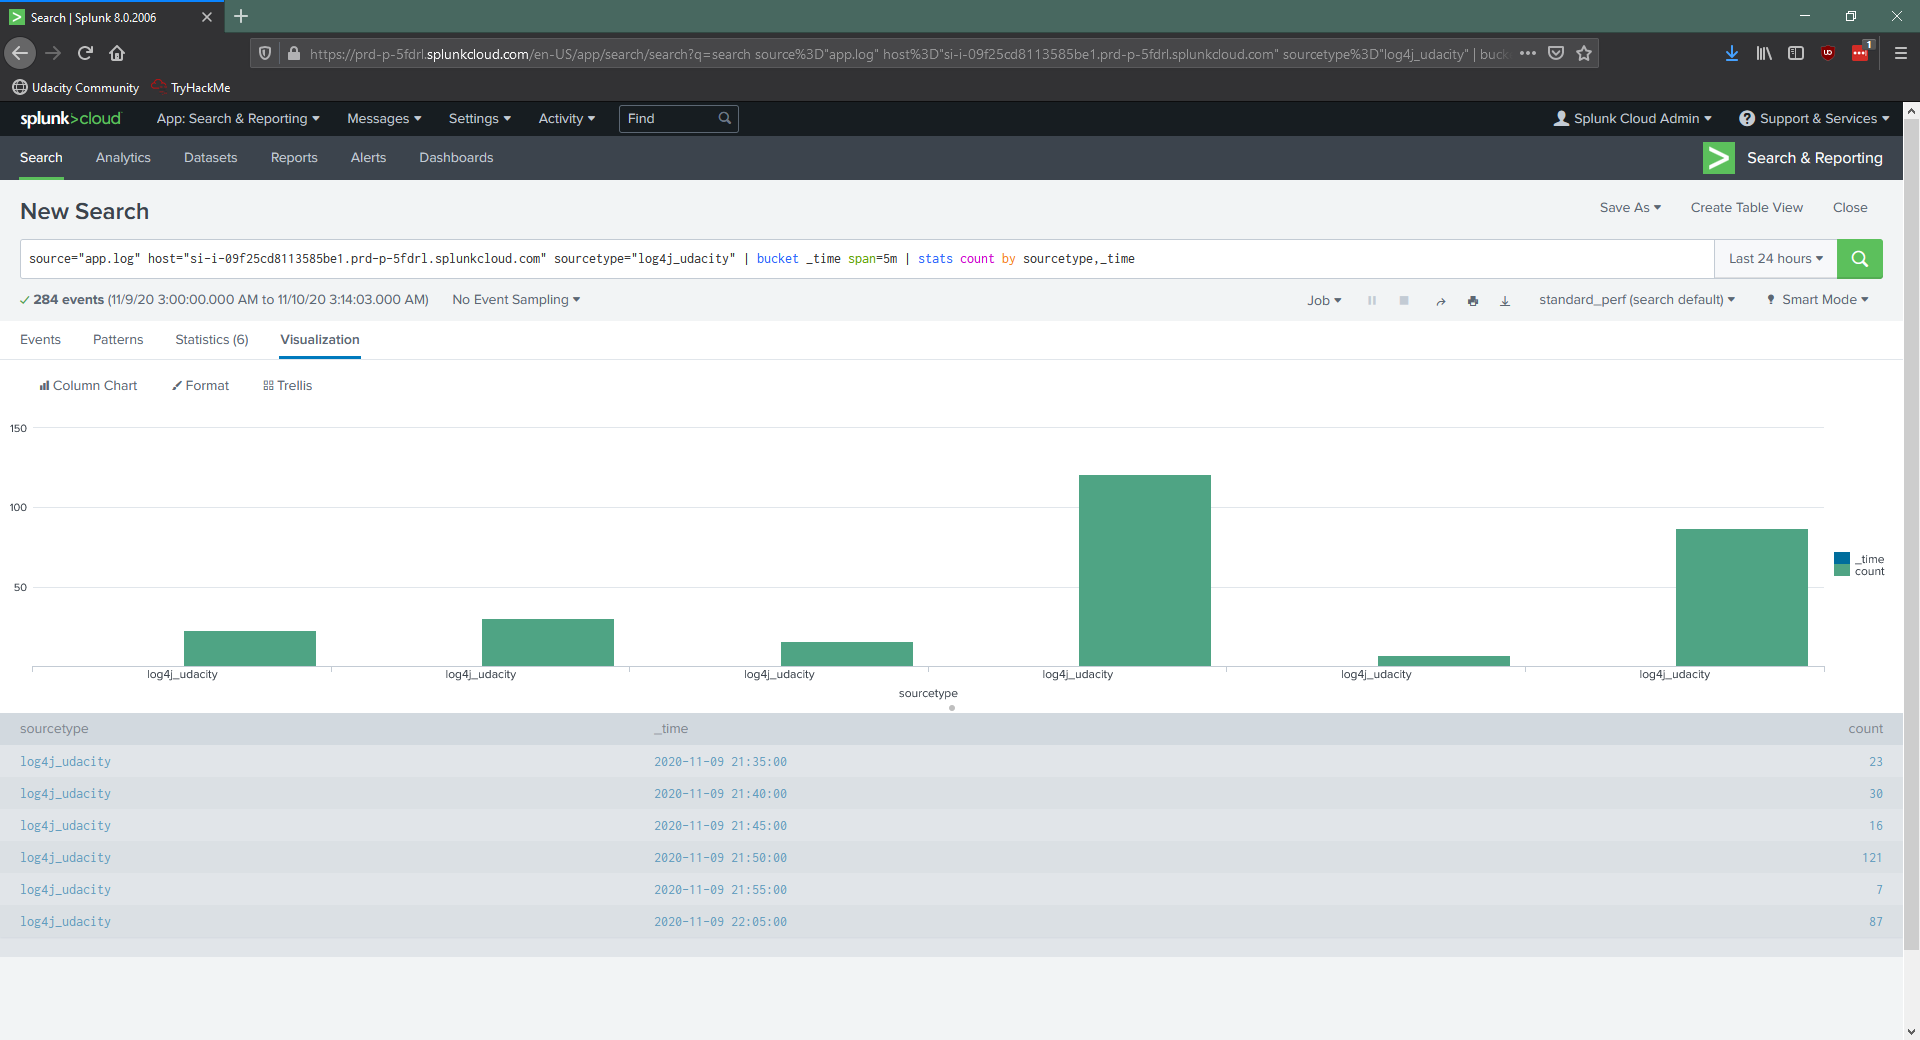 Search | Splunk 8.0.2006
https://prd-p-5fdrl.splunkcloud.com/en-US/app/search/search?q=search source%3D"app.log" host%3D"si-i-09f25cd8113585be1.prd-p-5fdrl.splunkcloud.com" sourcetype%3D"log4j_udacity" | buck
1
Udacity Community TryHackMe
splunk>cloud App: Search & Reporting Messages Settings Activity Find Splunk Cloud Admin Support & Services
Search Analytics Datasets Reports Alerts Dashboards Search & Reporting
New Search Save As Create Table View Close
source="app.log" host="si-i-09f25cd8113585be1.prd-p-5fdrl.splunkcloud.com" sourcetype="log4j_udacity" | bucket _time span=5m | stats count by sourcetype,_time Last 24 hours
✓ 284 events (11/9/20 3:00:00.000 AM to 11/10/20 3:14:03.000 AM) No Event Sampling Job standard_perf (search default) Smart Mode
Events Patterns Statistics (6) Visualization
Column Chart Format Trellis
150
100
50
_time
count
log4j_udacity log4j_udacity log4j_udacity log4j_udacity log4j_udacity log4j_udacity
sourcetype
sourcetype _time count
log4j_udacity 2020-11-09 21:35:00 23
log4j_udacity 2020-11-09 21:40:00 30
log4j_udacity 2020-11-09 21:45:00 16
log4j_udacity 2020-11-09 21:50:00 121
log4j_udacity 2020-11-09 21:55:00 7
log4j_udacity 2020-11-09 22:05:00 87